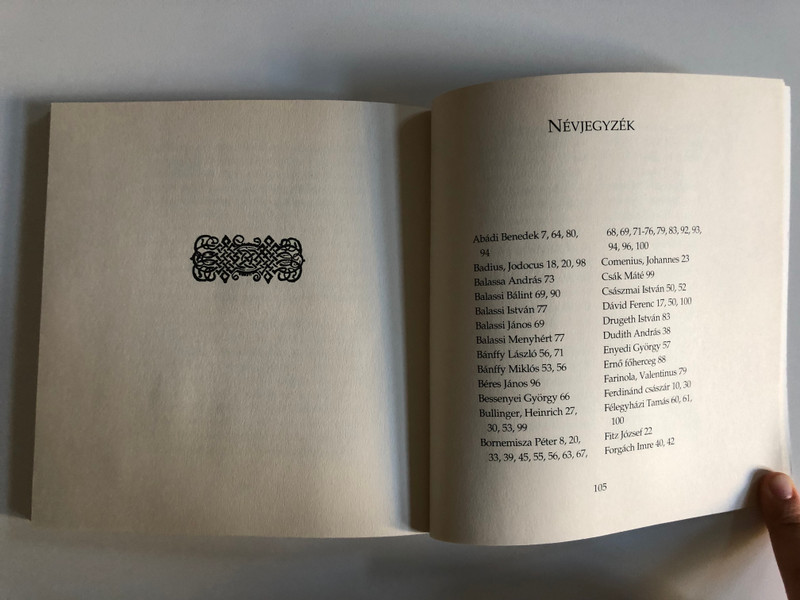 NÉVJEGYZÉK
Abádi Benedek 7, 64, 80,
94
Badius, Jodocus 18, 20, 98
Balassa András 73
Balassi Bálint 69, 90
Balassi István 77
Balassi János 69
Balassi Menyhért 77
Bánffy László 56, 71
Bánffy Miklós 53, 56
Béres János 96
Bessenyei György 66
Bullinger, Heinrich 27,
30, 53, 99
Bornemisza Péter 8, 20,
33, 39, 45, 55, 56, 63, 67,
68, 69, 71-76, 79, 83, 92, 93,
94, 96, 100
Comenius, Johannes 23
Csák Máté 99
Császmai István 50, 52
Dávid Ferenc 17, 50, 100
Drugeth István 83
Dudith András 38
Enyedi György 57
Ernő főherceg 88
Farinola, Valentinus 79
Ferdinánd császár 10, 30
Félegyházi Tamás 60, 61,
100
Fitz József 22
Forgách Imre 40, 42
105